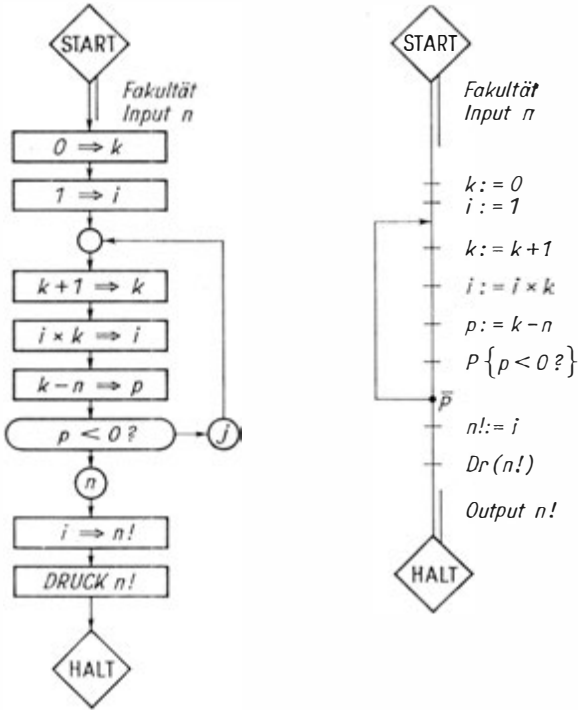 START
Fakultät
Input n
0 ⇒ k
1 ⇒ i
k + 1 ⇒ k
i × k ⇒ i
k − n ⇒ p
p < 0 ?
j
n
i ⇒ n!
DRUCK n!
HALT
START
Fakultät
Input n
k := 0
i := 1
k := k + 1
i := i × k
p := k − n
P {p < 0 ?}
p̅
n! := i
Dr (n!)
Output n!
HALT